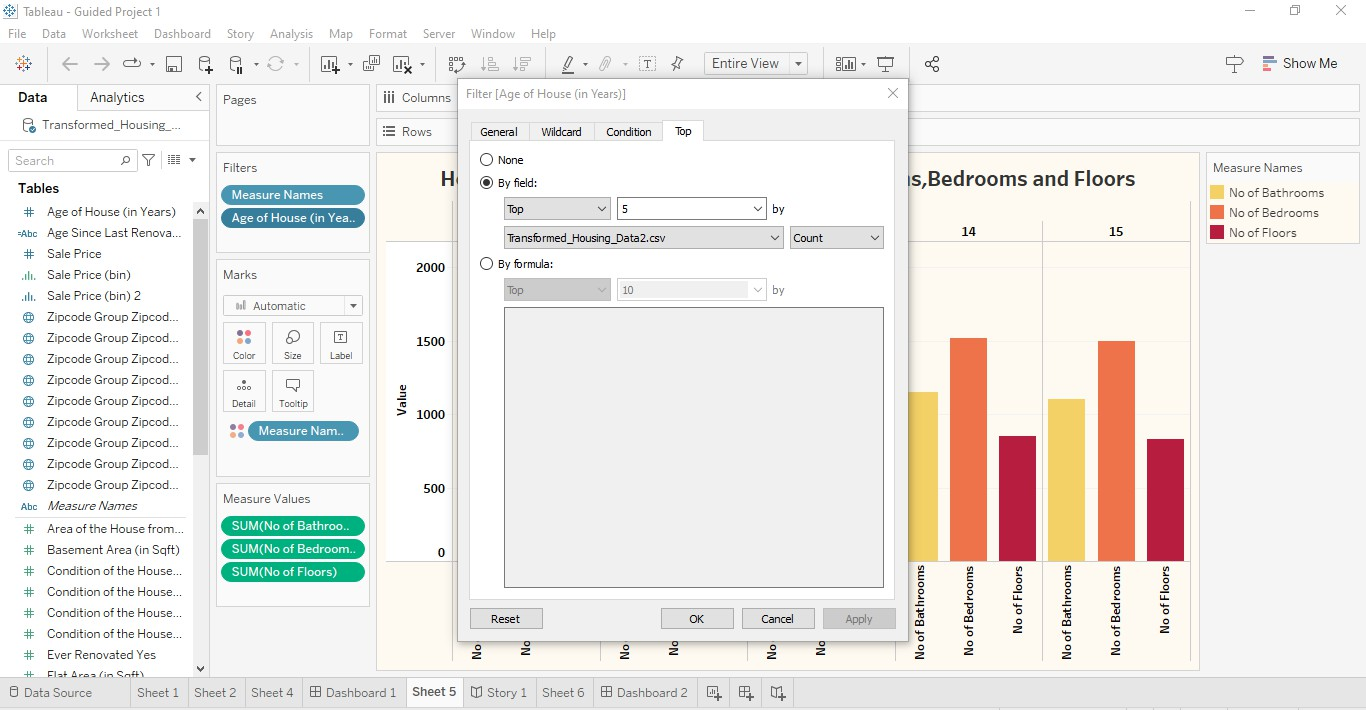 Tableau - Guided Project 1
File Data Worksheet Dashboard Story Analysis Map Format Server Window Help
Entire View
Show Me
Data Analytics
Transformed_Housing_...
Search
Tables
Age of House (in Years)
=Abc Age Since Last Renova...
Sale Price
Sale Price (bin)
Sale Price (bin) 2
Zipcode Group Zipcod...
Zipcode Group Zipcod...
Zipcode Group Zipcod...
Zipcode Group Zipcod...
Zipcode Group Zipcod...
Zipcode Group Zipcod...
Zipcode Group Zipcod...
Zipcode Group Zipcod...
Zipcode Group Zipcod...
Abc Measure Names
Area of the House from...
Basement Area (in Sqft)
Condition of the House...
Condition of the House...
Condition of the House...
Condition of the House...
Ever Renovated Yes
Flat Area (in Sqft)
Pages
Filters
Measure Names
Age of House (in Yea..
Marks
Automatic
Color Size Label
Detail Tooltip
Measure Nam..
Measure Values
SUM(No of Bathroo..
SUM(No of Bedroom..
SUM(No of Floors)
Columns
Rows
Filter [Age of House (in Years)]
General Wildcard Condition Top
None
By field:
Top 5 by
Transformed_Housing_Data2.csv Count
By formula:
Top 10 by
Reset OK Cancel Apply
s,Bedrooms and Floors
14 15
Value
2000
1500
1000
500
0
No of Bathrooms
No of Bedrooms
No of Floors
No of Bathrooms
No of Bedrooms
No of Floors
Measure Names
No of Bathrooms
No of Bedrooms
No of Floors
Data Source Sheet 1 Sheet 2 Sheet 4 Dashboard 1 Sheet 5 Story 1 Sheet 6 Dashboard 2